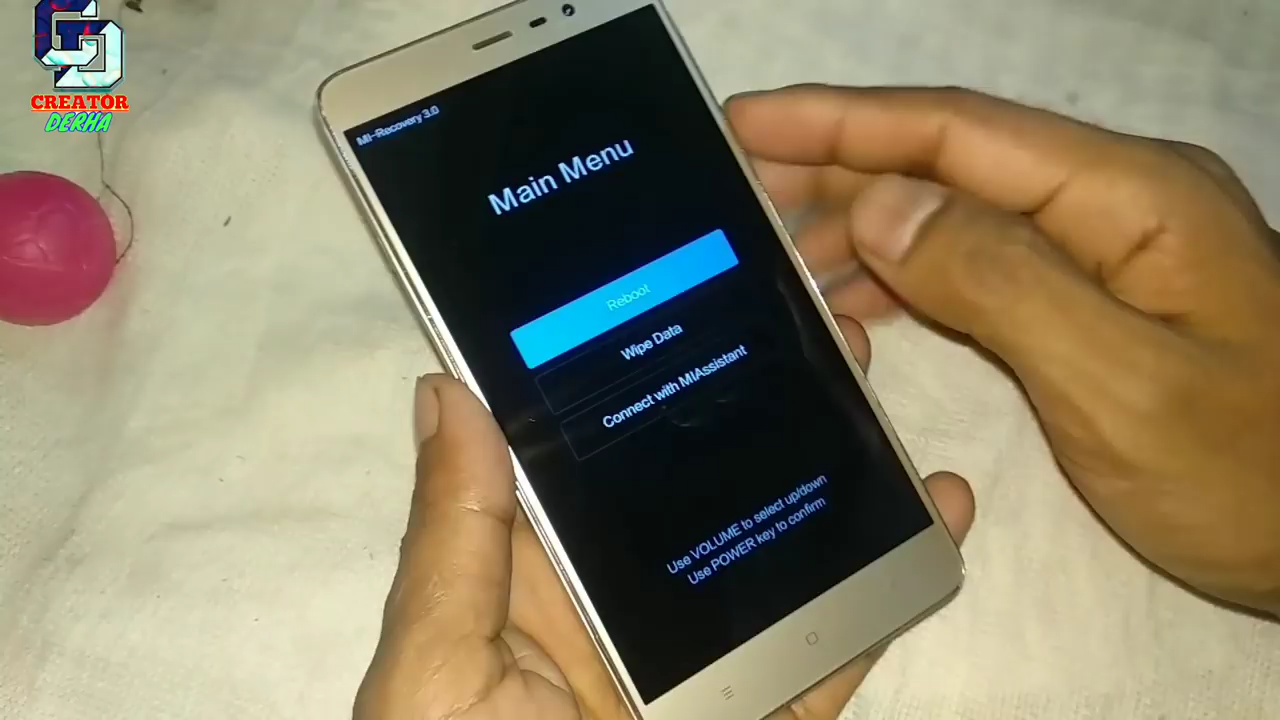 CREATOR
DERHA
MI-Recovery 3.0
Main Menu
Reboot
Wipe Data
Connect with MIAssistant
Use VOLUME to select up/down
Use POWER key to confirm